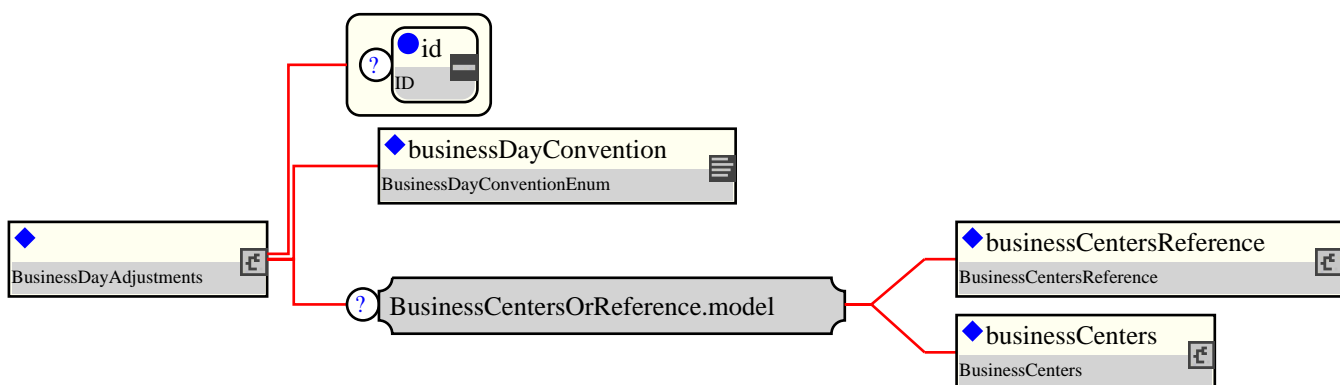 ?
id
ID
businessDayConvention
BusinessDayConventionEnum
BusinessDayAdjustments
?
BusinessCentersOrReference.model
businessCentersReference
BusinessCentersReference
businessCenters
BusinessCenters